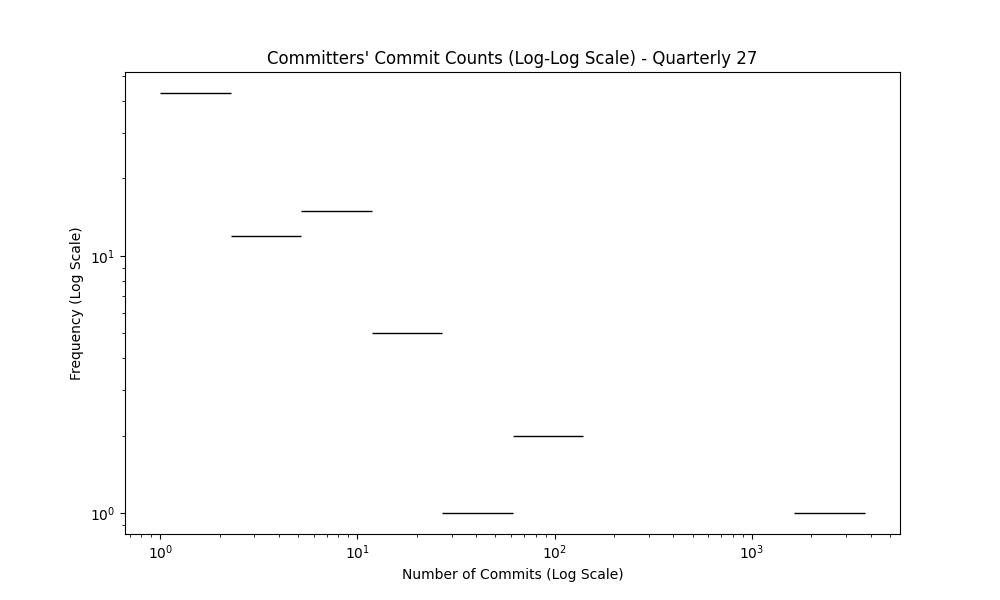 Committers' Commit Counts (Log-Log Scale) - Quarterly 27
Frequency (Log Scale)
10¹
10⁰
10⁰ 10¹ 10² 10³
Number of Commits (Log Scale)